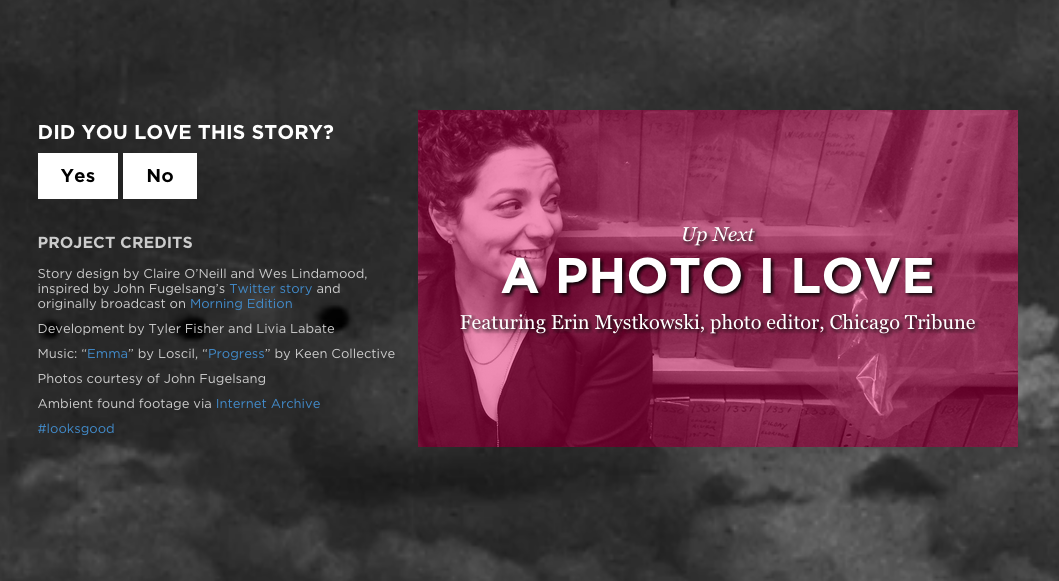 DID YOU LOVE THIS STORY?
Yes No
PROJECT CREDITS
Story design by Claire O’Neill and Wes Lindamood,
inspired by John Fugelsang’s Twitter story and
originally broadcast on Morning Edition
Development by Tyler Fisher and Livia Labate
Music: “Emma” by Loscil, “Progress” by Keen Collective
Photos courtesy of John Fugelsang
Ambient found footage via Internet Archive
#looksgood
Up Next
A PHOTO I LOVE
Featuring Erin Mystkowski, photo editor, Chicago Tribune